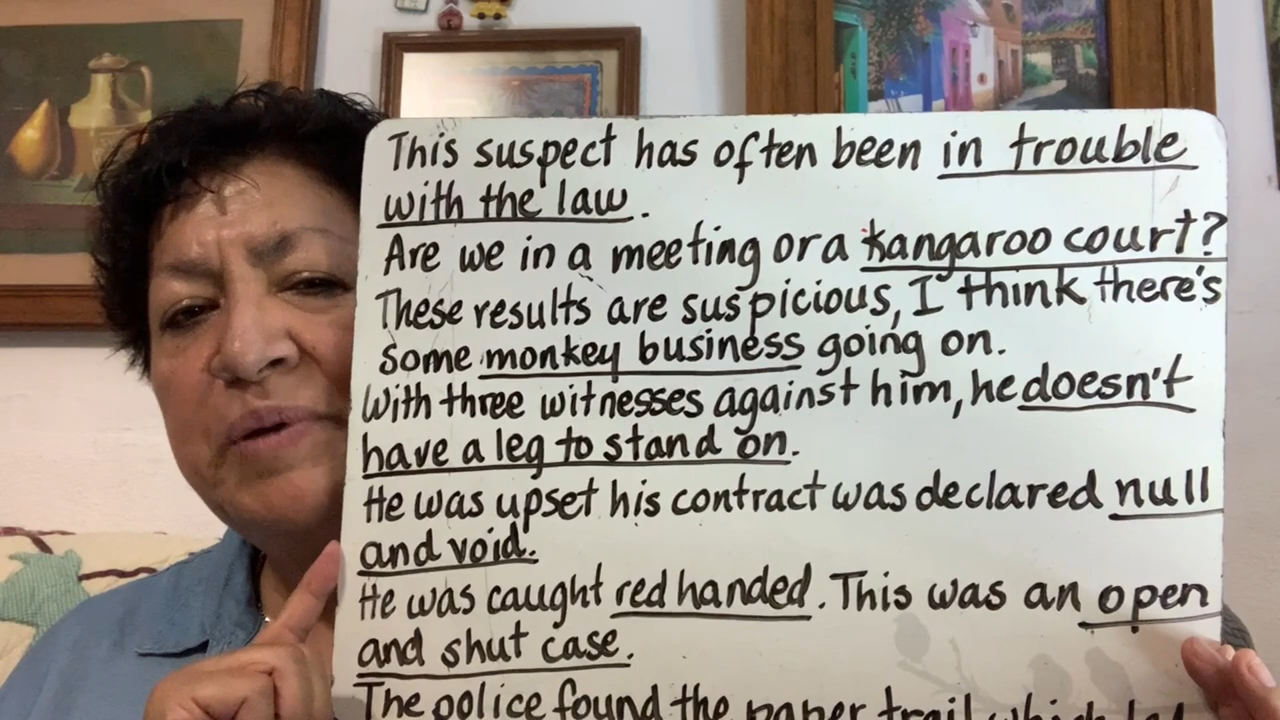 This suspect has often been in trouble
with the law.
Are we in a meeting or a kangaroo court?
These results are suspicious, I think there's
some monkey business going on.
With three witnesses against him, he doesn't
have a leg to stand on.
He was upset his contract was declared null
and void.
He was caught red handed. This was an open
and shut case.
The police found the paper trail which led